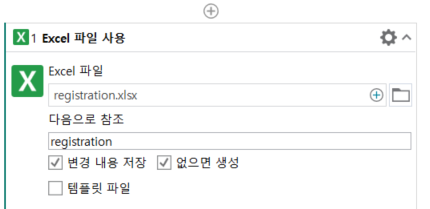 1 Excel 파일 사용
Excel 파일
registration.xlsx
다음으로 참조
registration
변경 내용 저장 없으면 생성
템플릿 파일